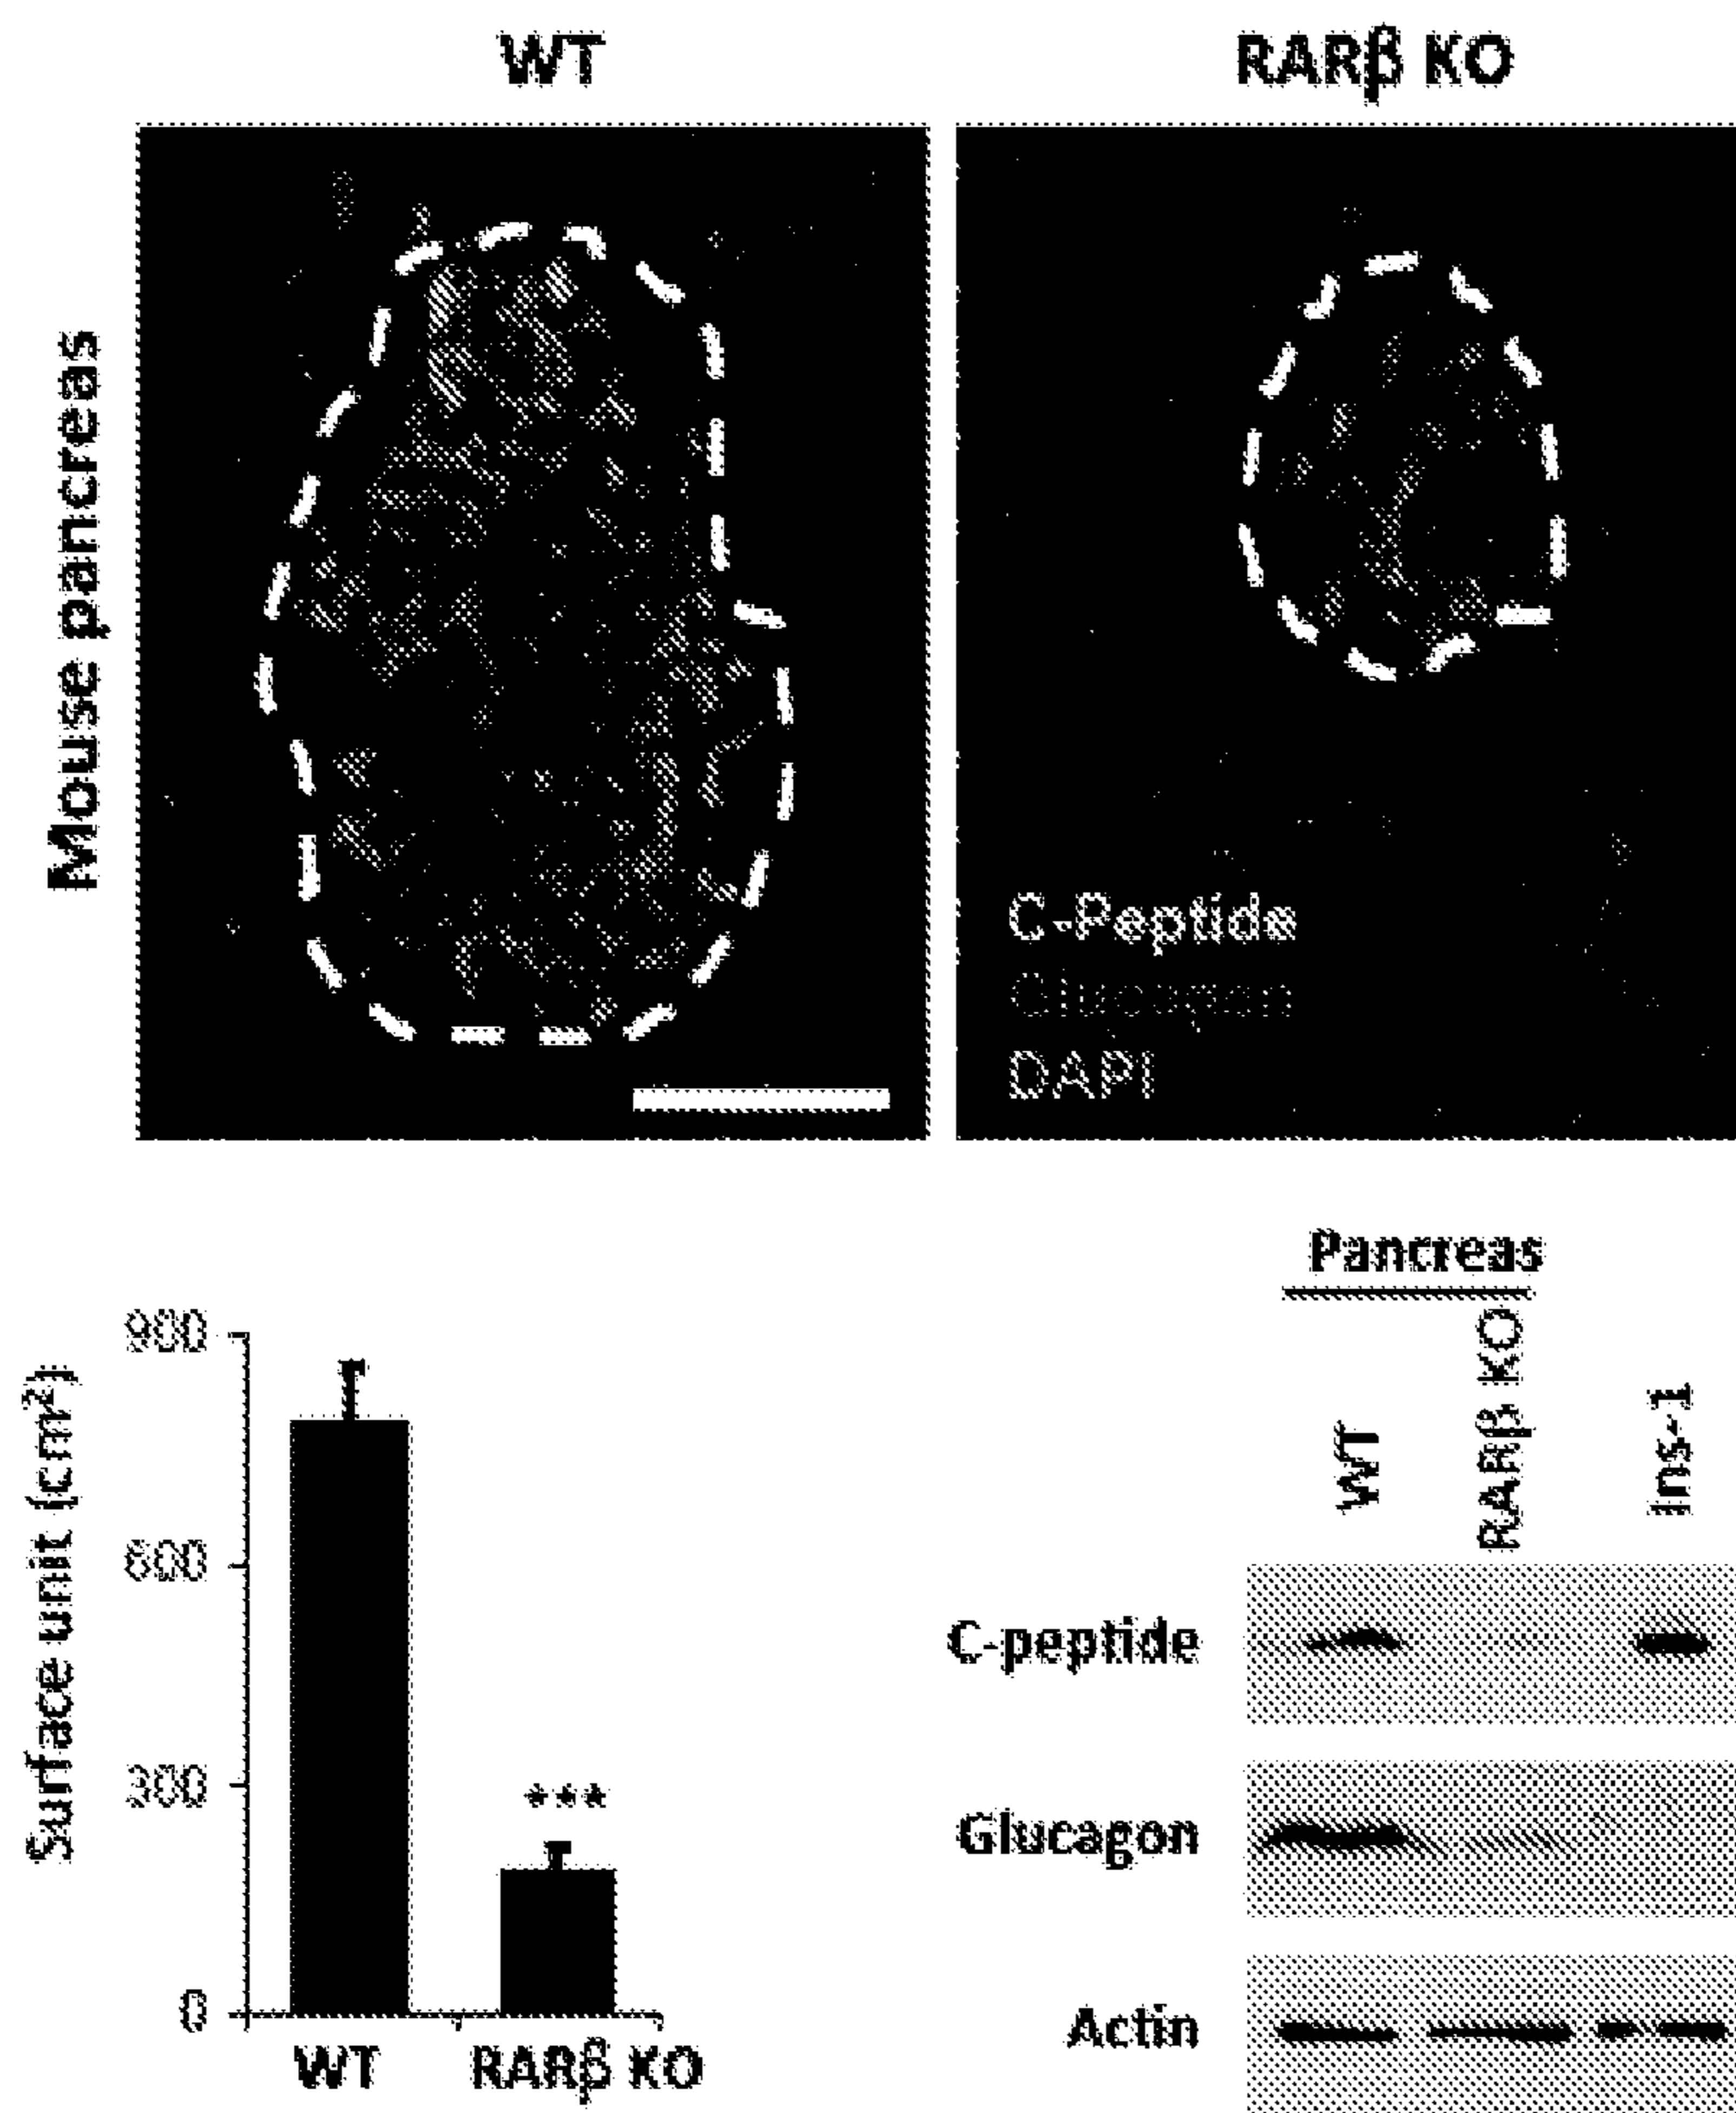 WT
RARβ KO
Mouse pancreas
C-Peptide
Glucagon
DAPI
Surface unit (cm²)
900
600
300
0
***
WT
RARβ KO
Pancreas
WT
RARβ KO
Ins-1
C-peptide
Glucagon
Actin